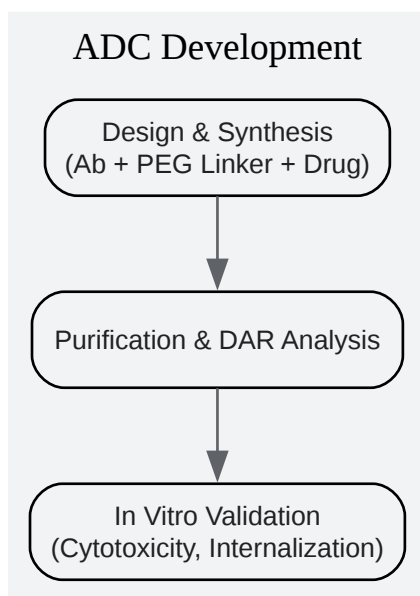 ADC Development
Design & Synthesis
(Ab + PEG Linker + Drug)
Purification & DAR Analysis
In Vitro Validation
(Cytotoxicity, Internalization)